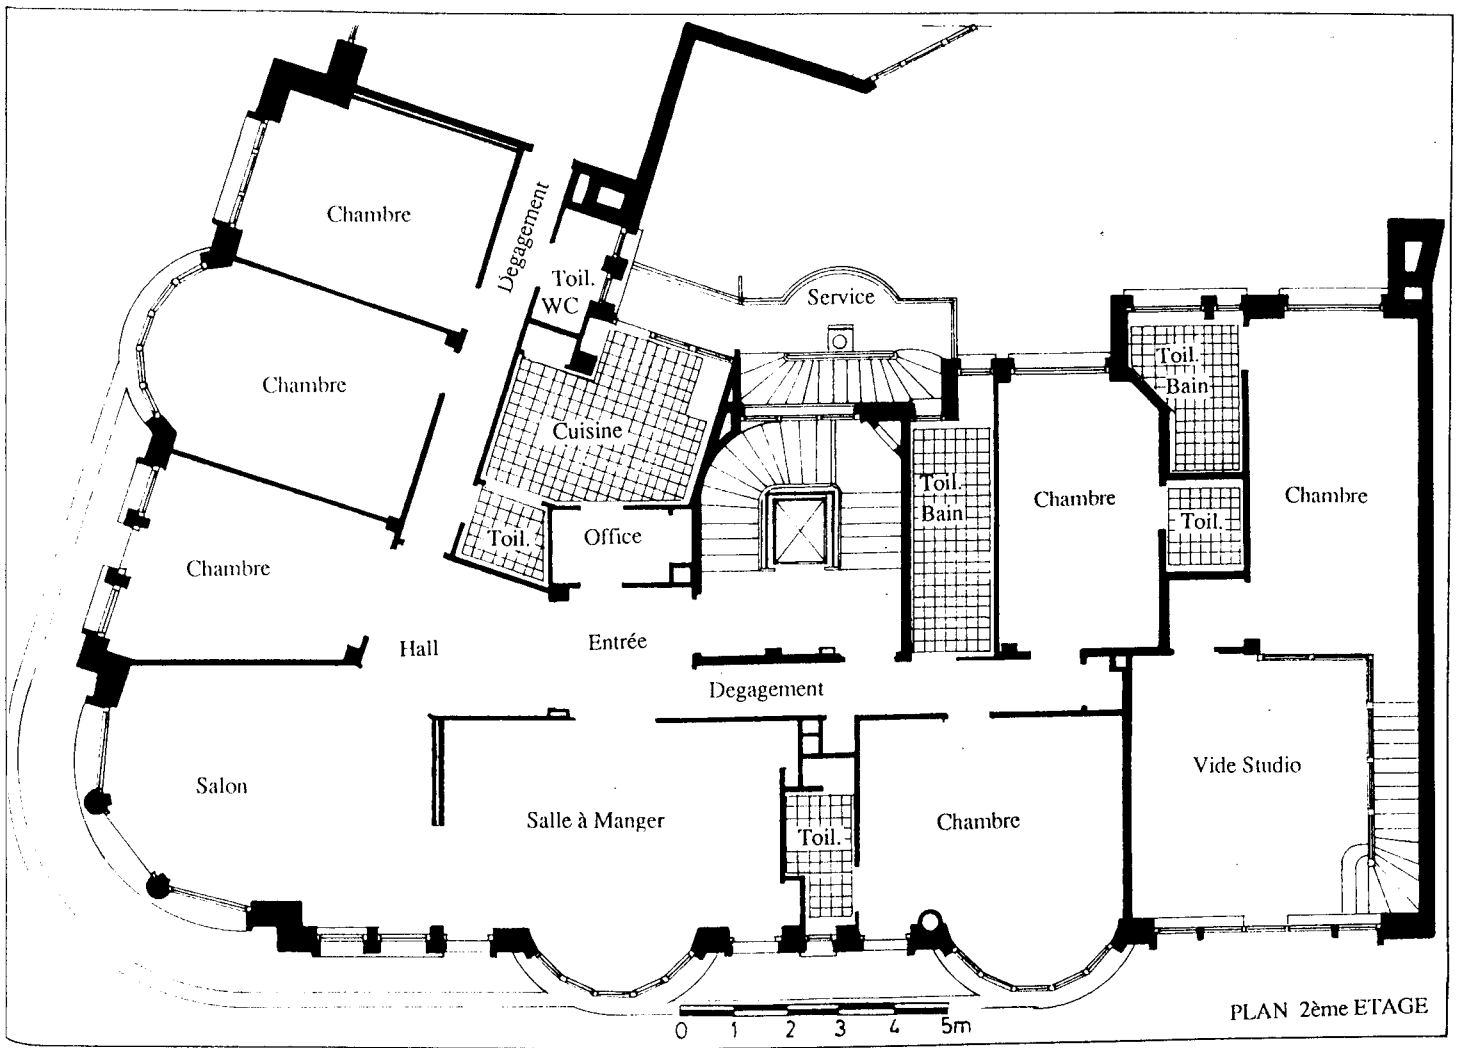 Chambre
Degagement
Toil.
WC
Service
Chambre
Toil.
Bain
Cuisine
Toil.
Bain
Chambre
Chambre
Toil.
Toil.
Office
Chambre
Hall
Entrée
Degagement
Vide Studio
Salon
Salle à Manger
Toil.
Chambre
0 1 2 3 4 5m
PLAN 2ème ETAGE